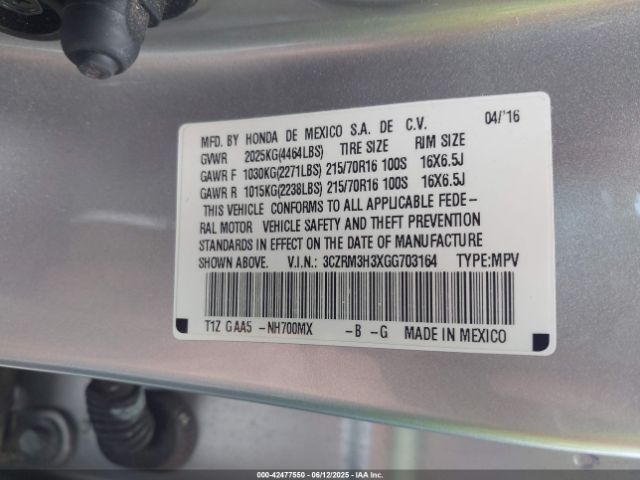 MFD. BY HONDA DE MEXICO S.A. DE C.V. 04/'16
GVWR 2025KG(4464LBS) TIRE SIZE RIM SIZE
GAWR F 1030KG(2271LBS) 215/70R16 100S 16X6.5J
GAWR R 1015KG(2238LBS) 215/70R16 100S 16X6.5J
THIS VEHICLE CONFORMS TO ALL APPLICABLE FEDE-
RAL MOTOR VEHICLE SAFETY AND THEFT PREVENTION
STANDARDS IN EFFECT ON THE DATE OF MANUFACTURE
SHOWN ABOVE. V.I.N.: 3CZRM3H3XGG703164 TYPE:MPV
T1Z GAA5 -NH700MX -B -G MADE IN MEXICO
000-42477550 - 06/12/2025 - IAA Inc.